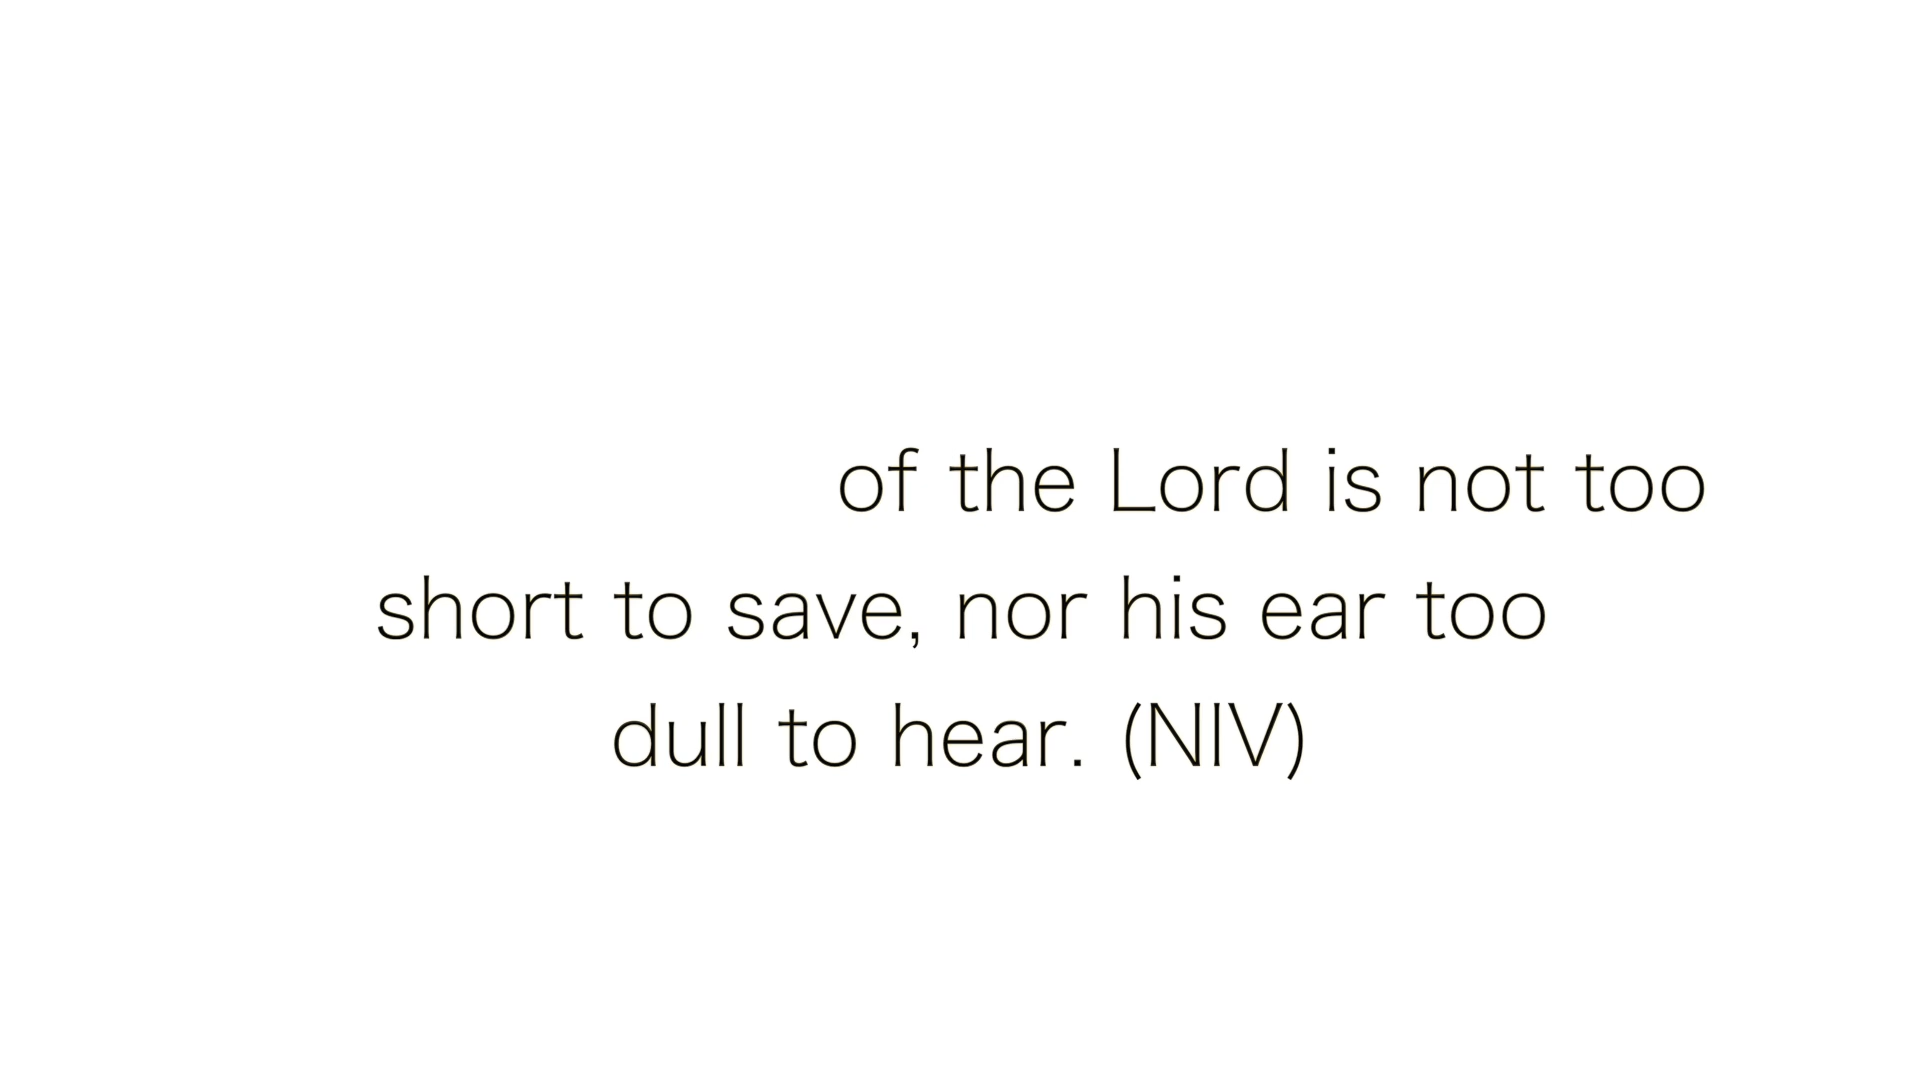 of the Lord is not too
short to save, nor his ear too
dull to hear. (NIV)